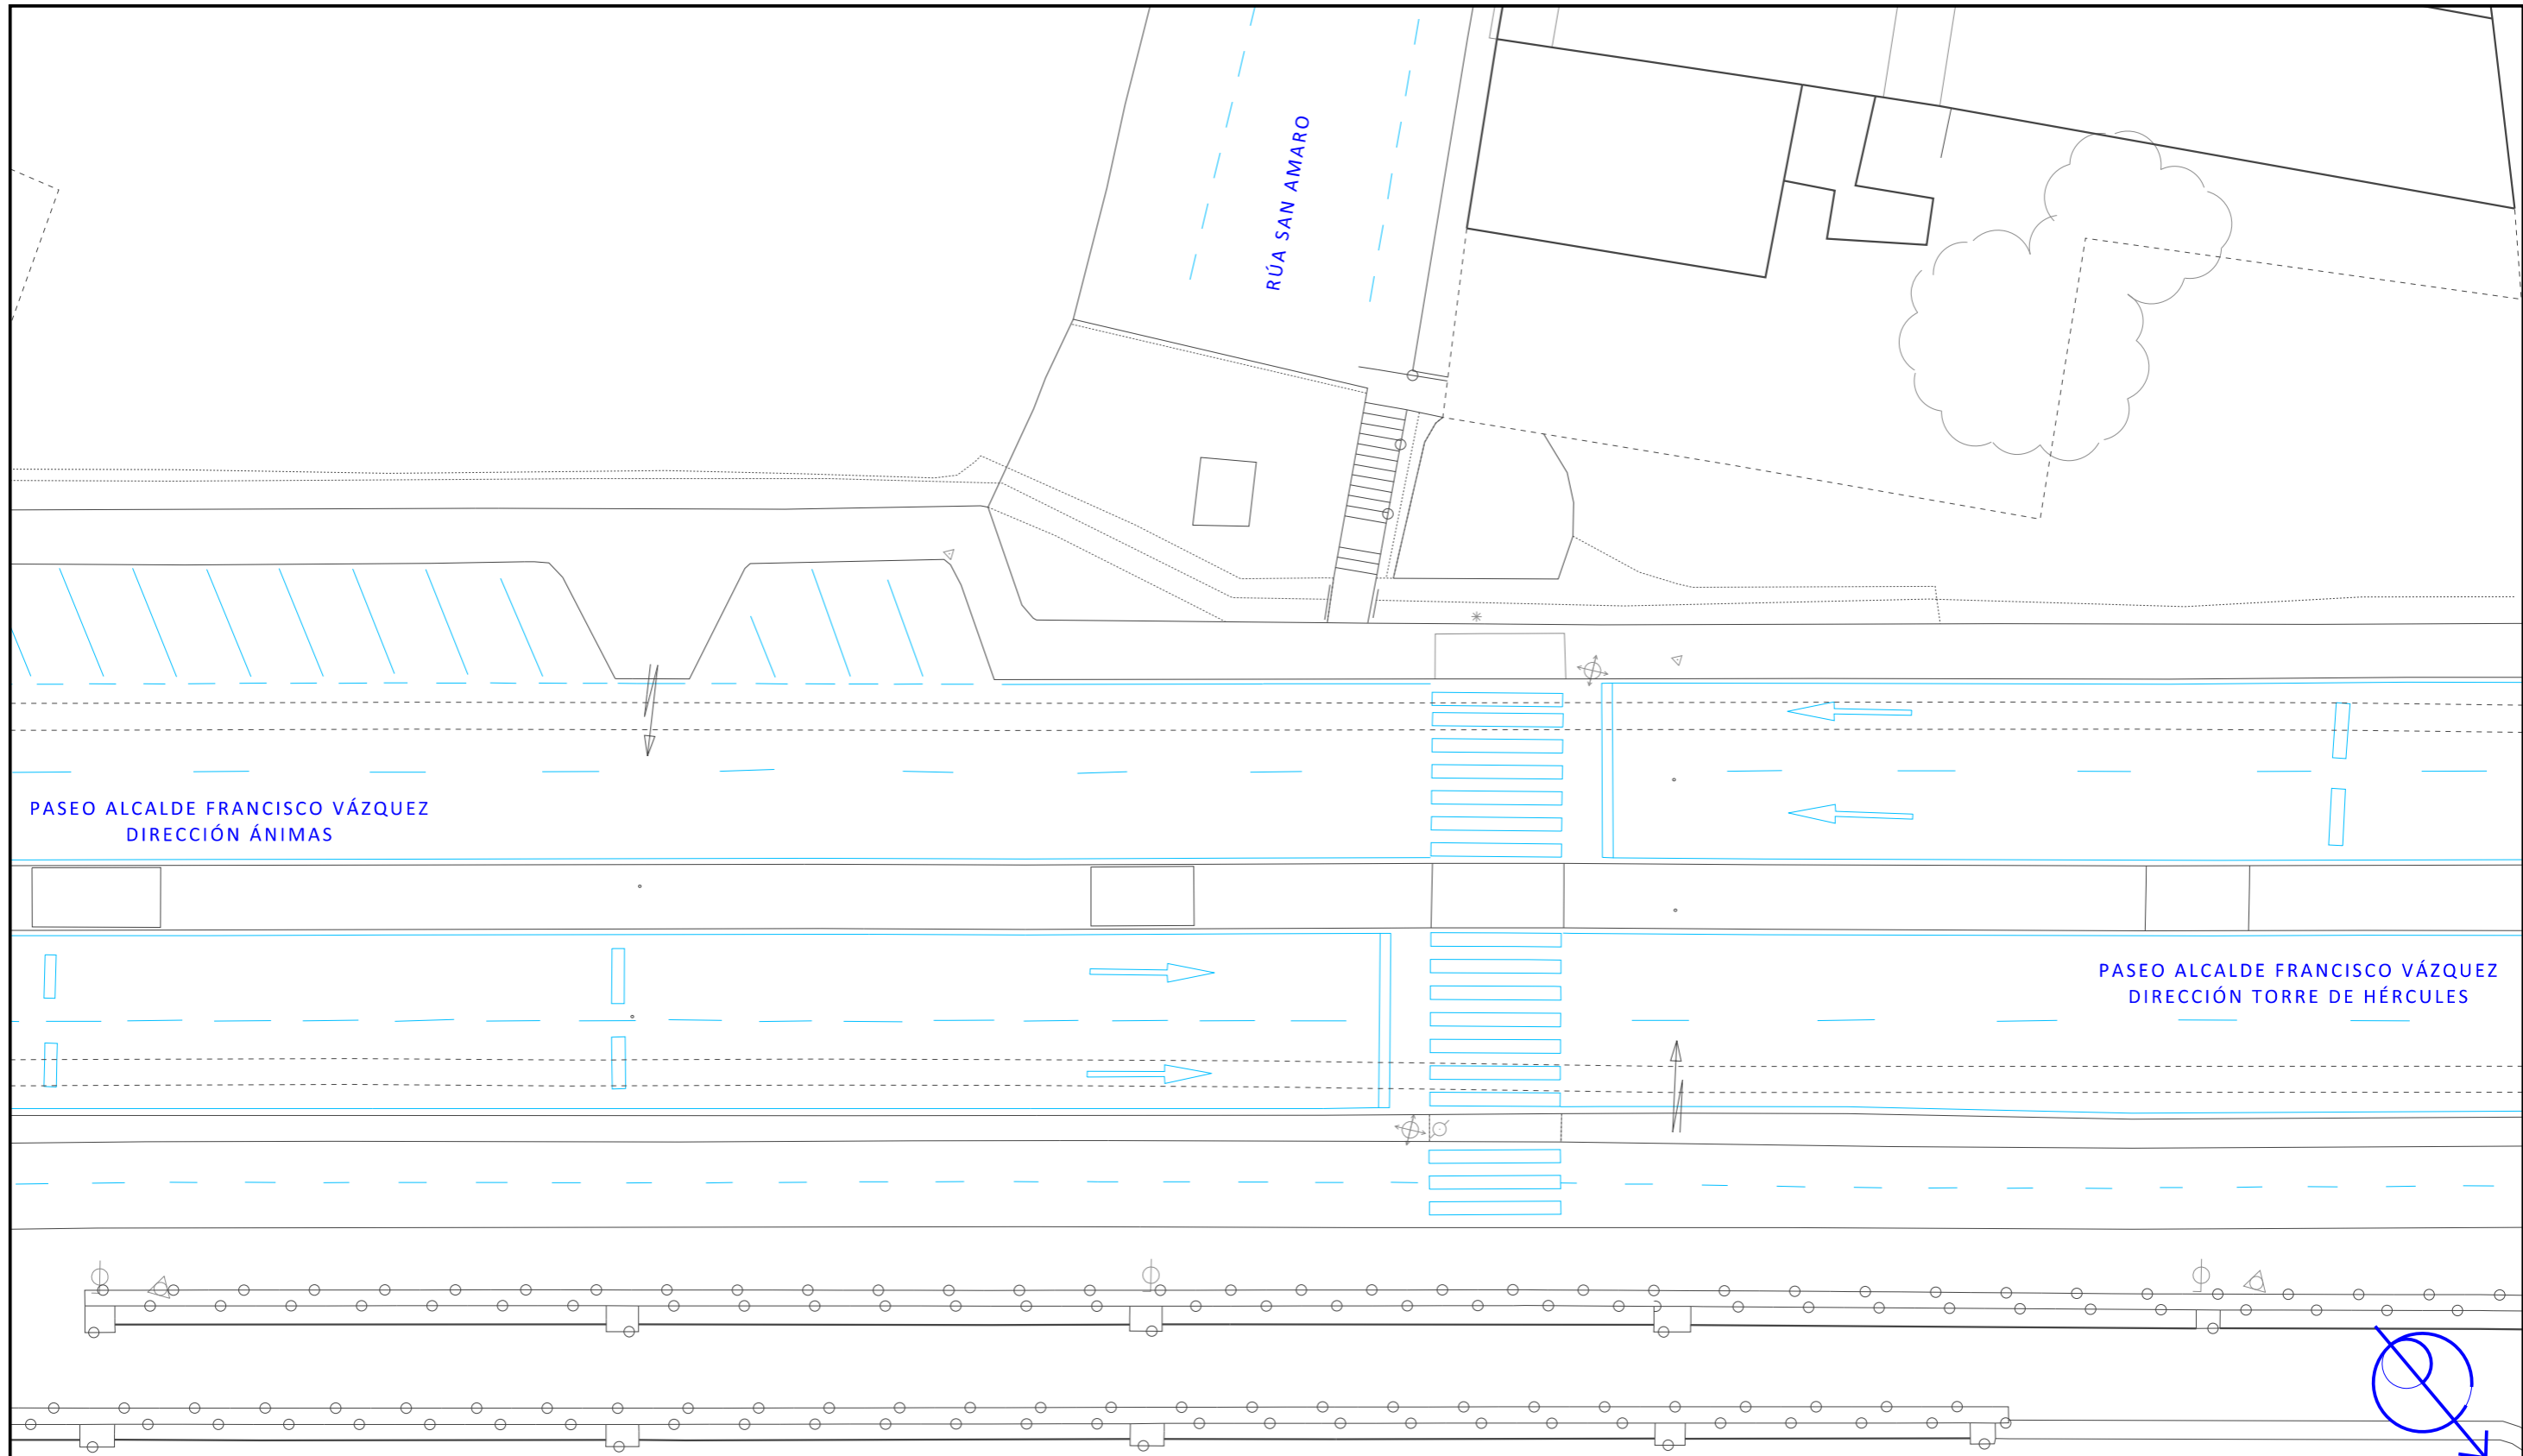 RÚA SAN AMARO
PASEO ALCALDE FRANCISCO VÁZQUEZ
DIRECCIÓN ÁNIMAS
PASEO ALCALDE FRANCISCO VÁZQUEZ
DIRECCIÓN TORRE DE HÉRCULES